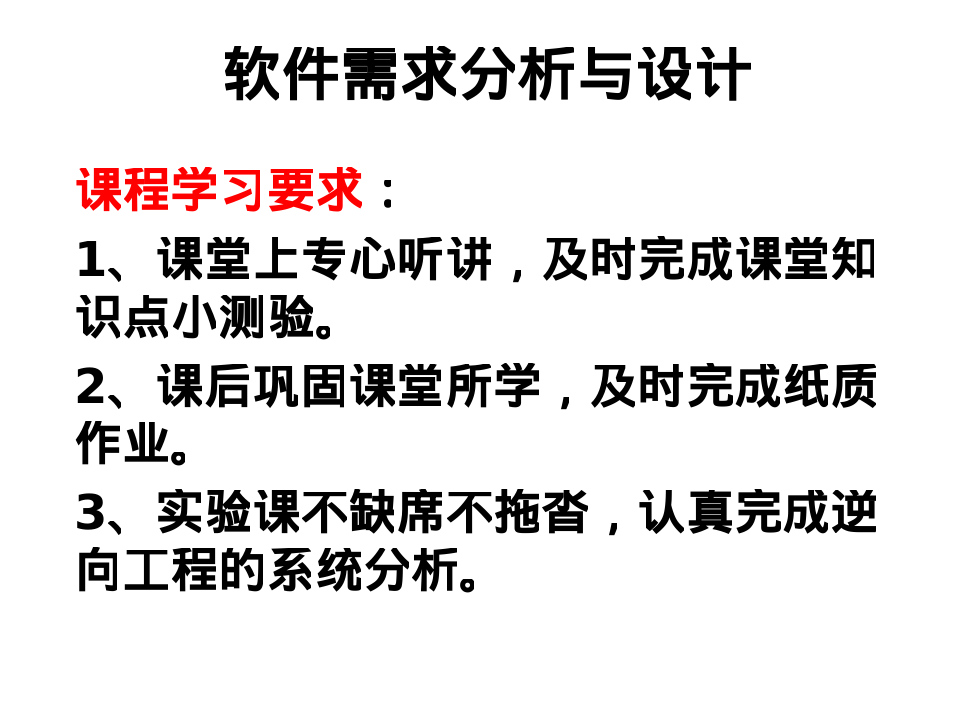 软件需求分析与设计
课程学习要求：
1、课堂上专心听讲，及时完成课堂知
识点小测验。
2、课后巩固课堂所学，及时完成纸质
作业。
3、实验课不缺席不拖沓，认真完成逆
向工程的系统分析。